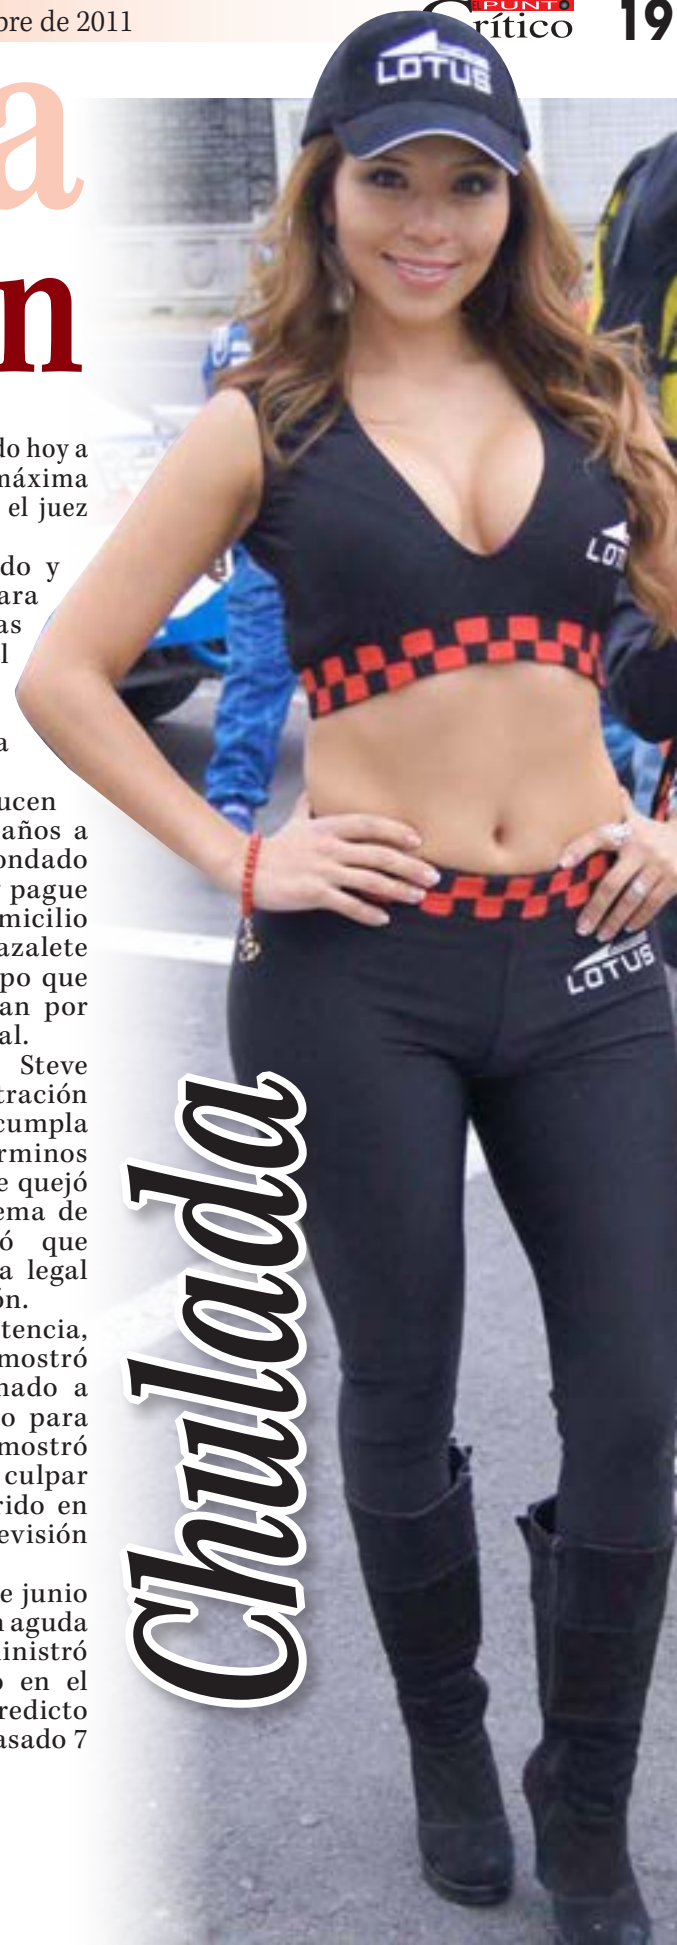 bre de 2011
PUNTO
Crítico
19
a
n
do hoy a
máxima
el juez
do y
ara
as
l
a
ucen
años a
ondado
pague
micilio
azalete
po que
an por
al.
Steve
tración
cumpla
rminos
e quejó
ema de
ó que
a legal
ón.
tencia,
mostró
nado a
o para
mostró
culpar
rido en
evisión
e junio
n aguda
inistró
o en el
redicto
asado 7
LOTUS
LOTU
LOTUS
Chulada